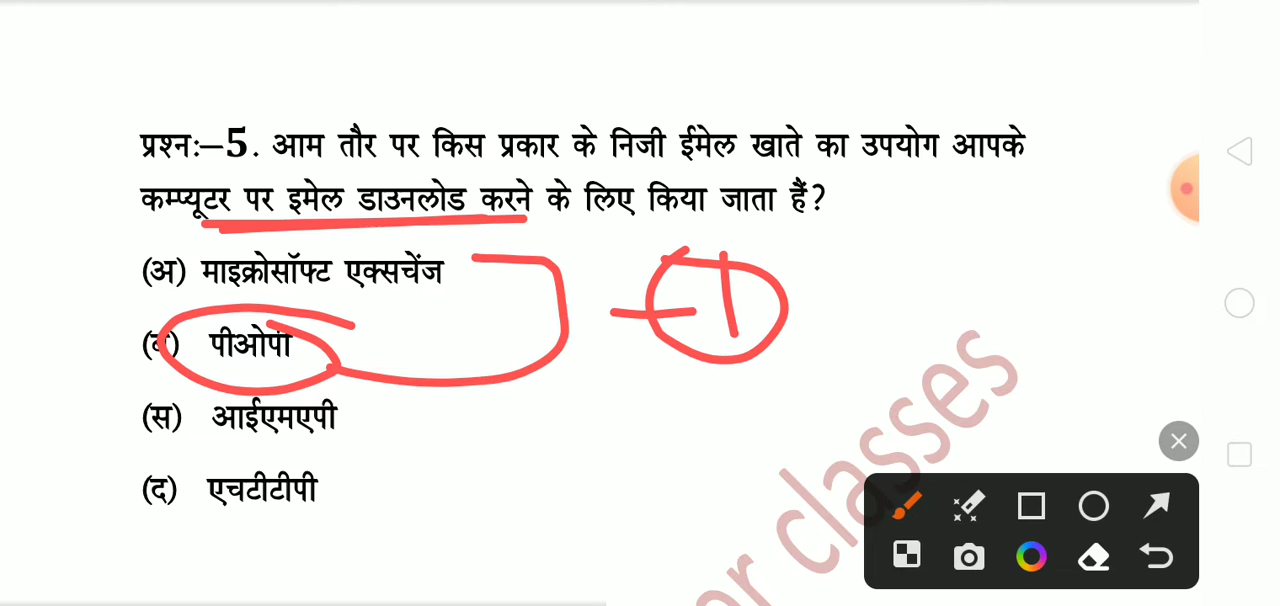 प्रश्नः–5. आम तौर पर किस प्रकार के निजी ईमेल खाते का उपयोग आपके
कम्प्यूटर पर इमेल डाउनलोड करने के लिए किया जाता हैं?
(अ) माइक्रोसॉफ्ट एक्सचेंज
(ब) पीओपी
(स) आईएमएपी
(द) एचटीटीपी
1
classes